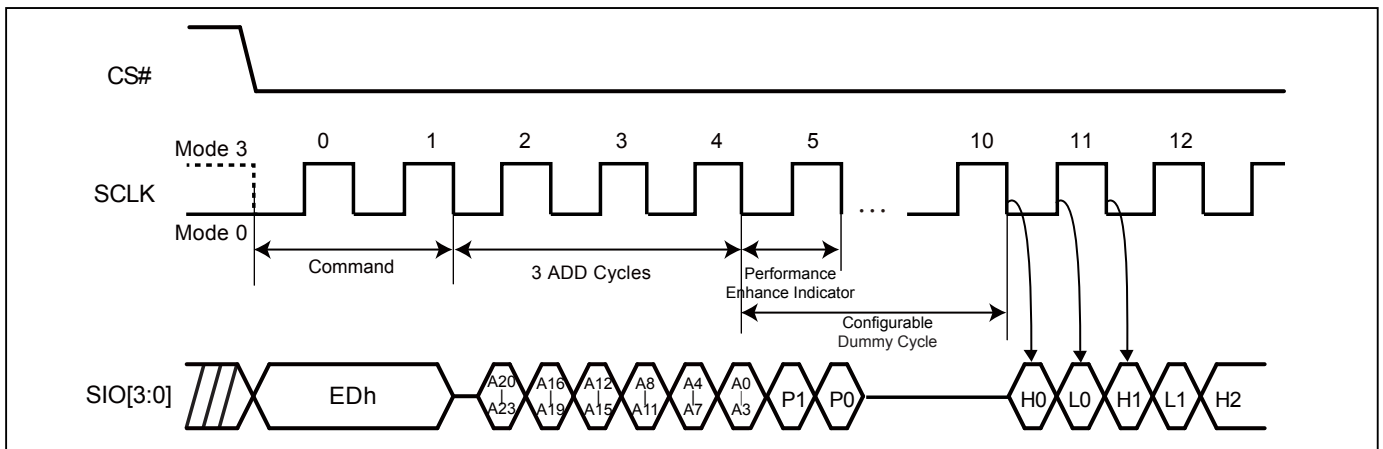 CS#
0 1 2 3 4 5 10 11 12
Mode 3
SCLK
...
Mode 0
Command
3 ADD Cycles
Performance
Enhance Indicator
Configurable
Dummy Cycle
SIO[3:0]
EDh
A20
|
A23
A16
|
A19
A12
|
A15
A8
|
A11
A4
|
A7
A0
|
A3
P1
P0
H0
L0
H1
L1
H2